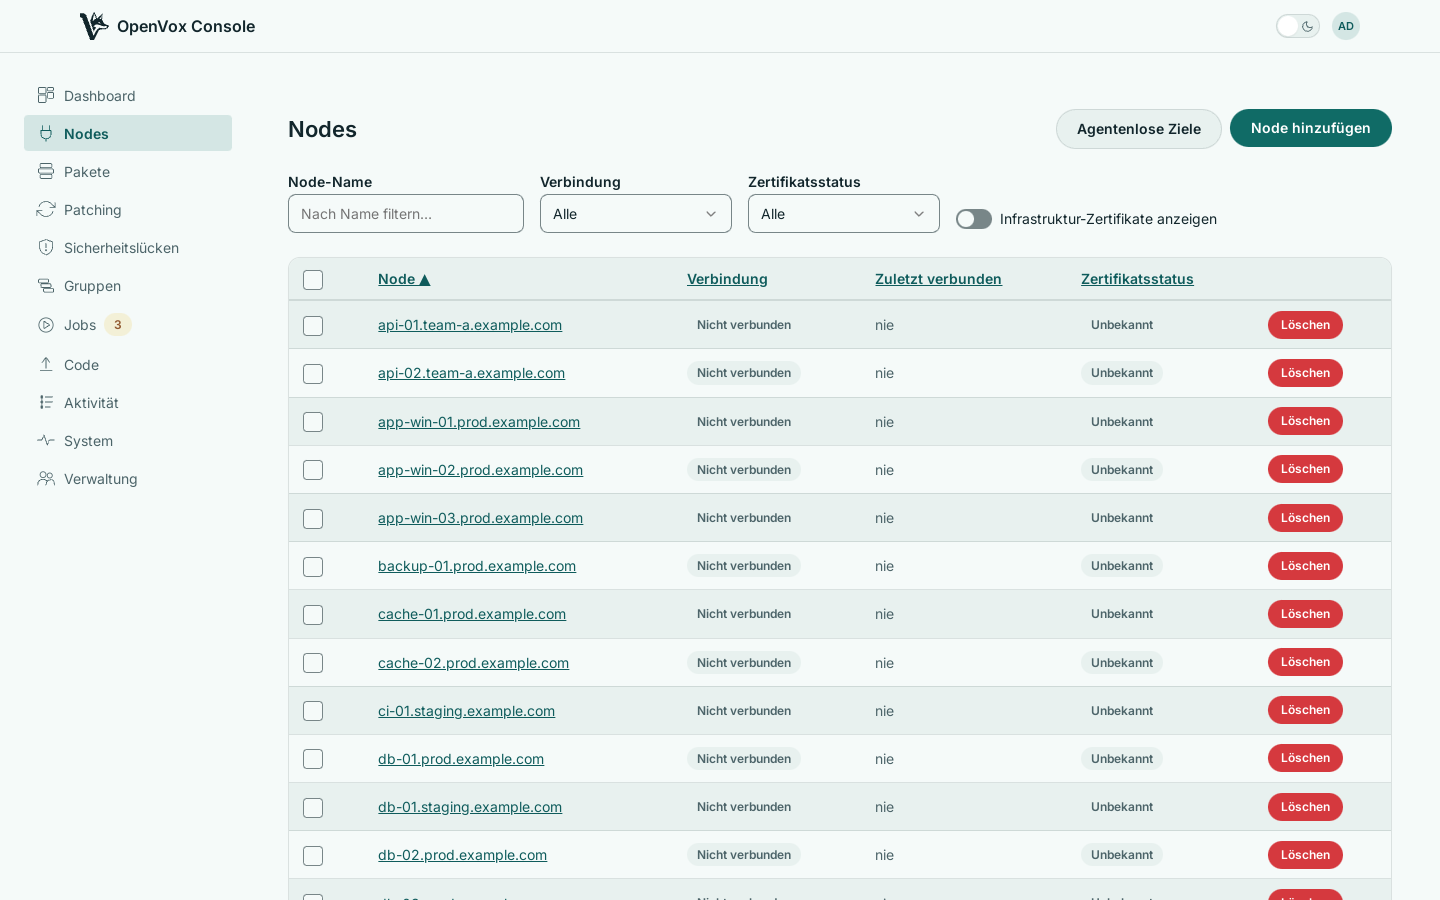 OpenVox Console
AD
Dashboard
Nodes
Pakete
Patching
Sicherheitslücken
Gruppen
Jobs 3
Code
Aktivität
System
Verwaltung
Nodes
Agentenlose Ziele
Node hinzufügen
Node-Name
Verbindung
Zertifikatsstatus
Nach Name filtern...
Alle
Alle
Infrastruktur-Zertifikate anzeigen
Node ▲ Verbindung Zuletzt verbunden Zertifikatsstatus
api-01.team-a.example.com Nicht verbunden nie Unbekannt Löschen
api-02.team-a.example.com Nicht verbunden nie Unbekannt Löschen
app-win-01.prod.example.com Nicht verbunden nie Unbekannt Löschen
app-win-02.prod.example.com Nicht verbunden nie Unbekannt Löschen
app-win-03.prod.example.com Nicht verbunden nie Unbekannt Löschen
backup-01.prod.example.com Nicht verbunden nie Unbekannt Löschen
cache-01.prod.example.com Nicht verbunden nie Unbekannt Löschen
cache-02.prod.example.com Nicht verbunden nie Unbekannt Löschen
ci-01.staging.example.com Nicht verbunden nie Unbekannt Löschen
db-01.prod.example.com Nicht verbunden nie Unbekannt Löschen
db-01.staging.example.com Nicht verbunden nie Unbekannt Löschen
db-02.prod.example.com Nicht verbunden nie Unbekannt Löschen